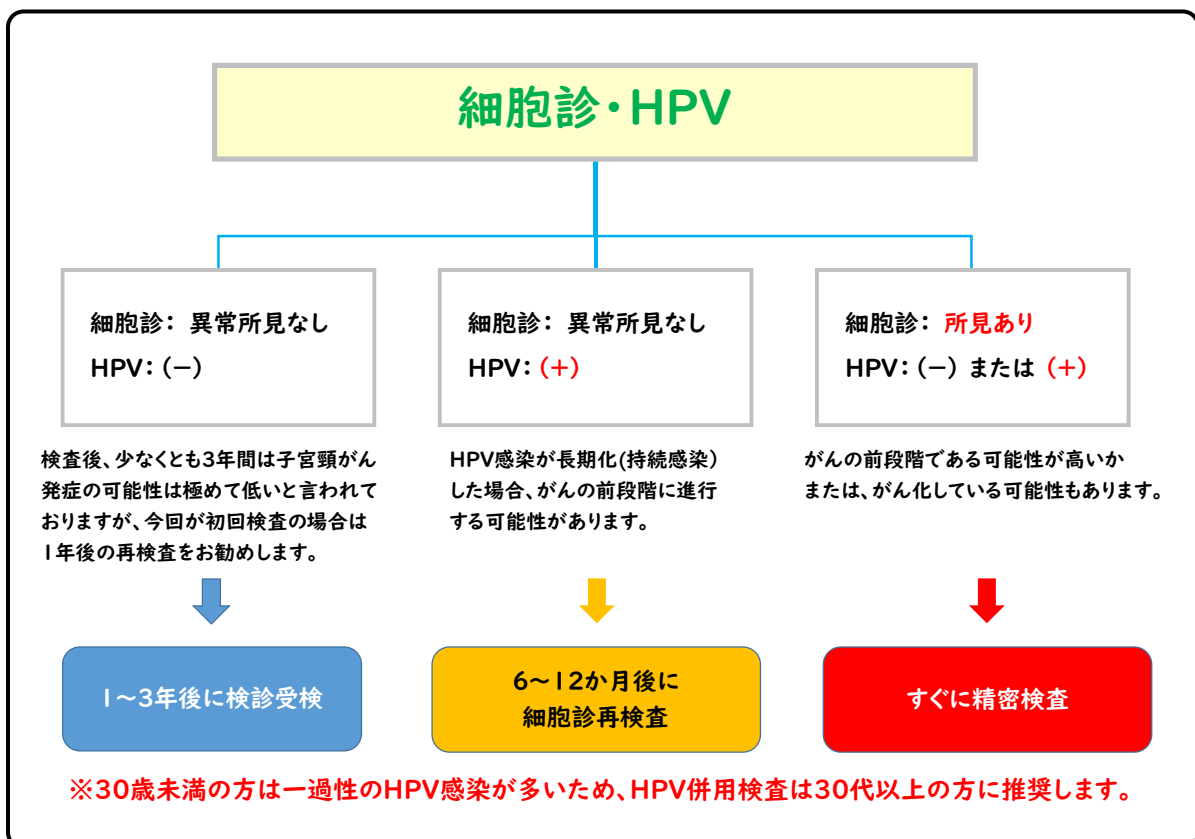 細胞診・HPV
細胞診： 異常所見なし
HPV：（－）
検査後、少なくとも3年間は子宮頸がん
発症の可能性は極めて低いと言われて
おりますが、今回が初回検査の場合は
1年後の再検査をお勧めします。
1～3年後に検診受検
細胞診： 異常所見なし
HPV：（＋）
HPV感染が長期化(持続感染）
した場合、がんの前段階に進行
する可能性があります。
6～12か月後に
細胞診再検査
細胞診： 所見あり
HPV：（－）または （＋）
がんの前段階である可能性が高いか
または、がん化している可能性もあります。
すぐに精密検査
※30歳未満の方は一過性のHPV感染が多いため、HPV併用検査は30代以上の方に推奨します。